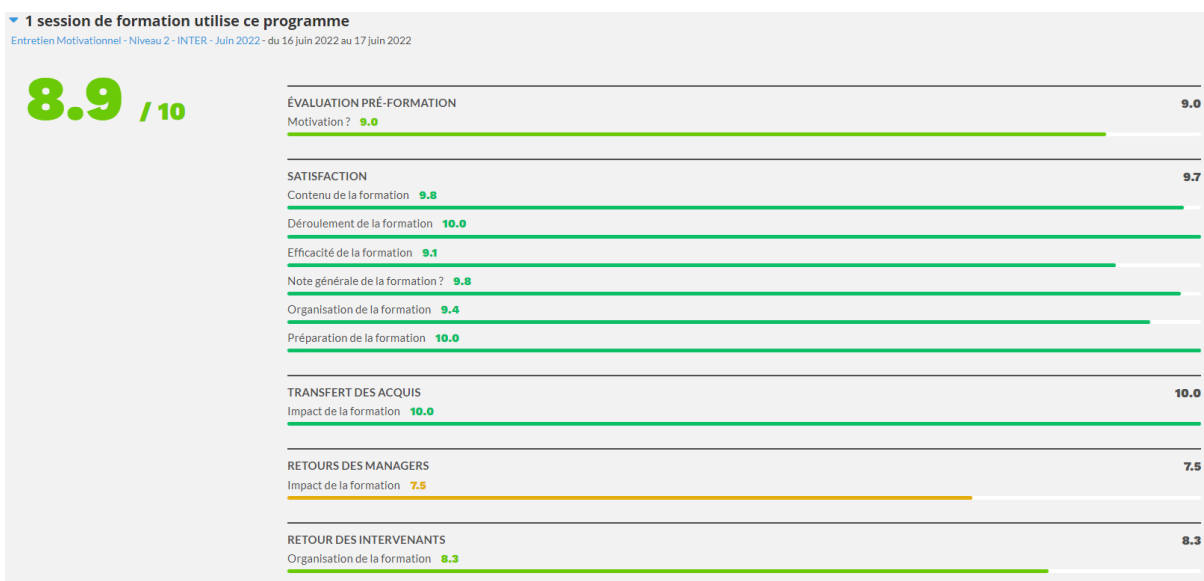 1 session de formation utilise ce programme
Entretien Motivationnel - Niveau 2 - INTER - Juin 2022 - du 16 juin 2022 au 17 juin 2022
8.9 / 10
ÉVALUATION PRÉ-FORMATION 9.0
Motivation ? 9.0
SATISFACTION 9.7
Contenu de la formation 9.8
Déroulement de la formation 10.0
Efficacité de la formation 9.1
Note générale de la formation ? 9.8
Organisation de la formation 9.4
Préparation de la formation 10.0
TRANSFERT DES ACQUIS 10.0
Impact de la formation 10.0
RETOURS DES MANAGERS 7.5
Impact de la formation 7.5
RETOUR DES INTERVENANTS 8.3
Organisation de la formation 8.3